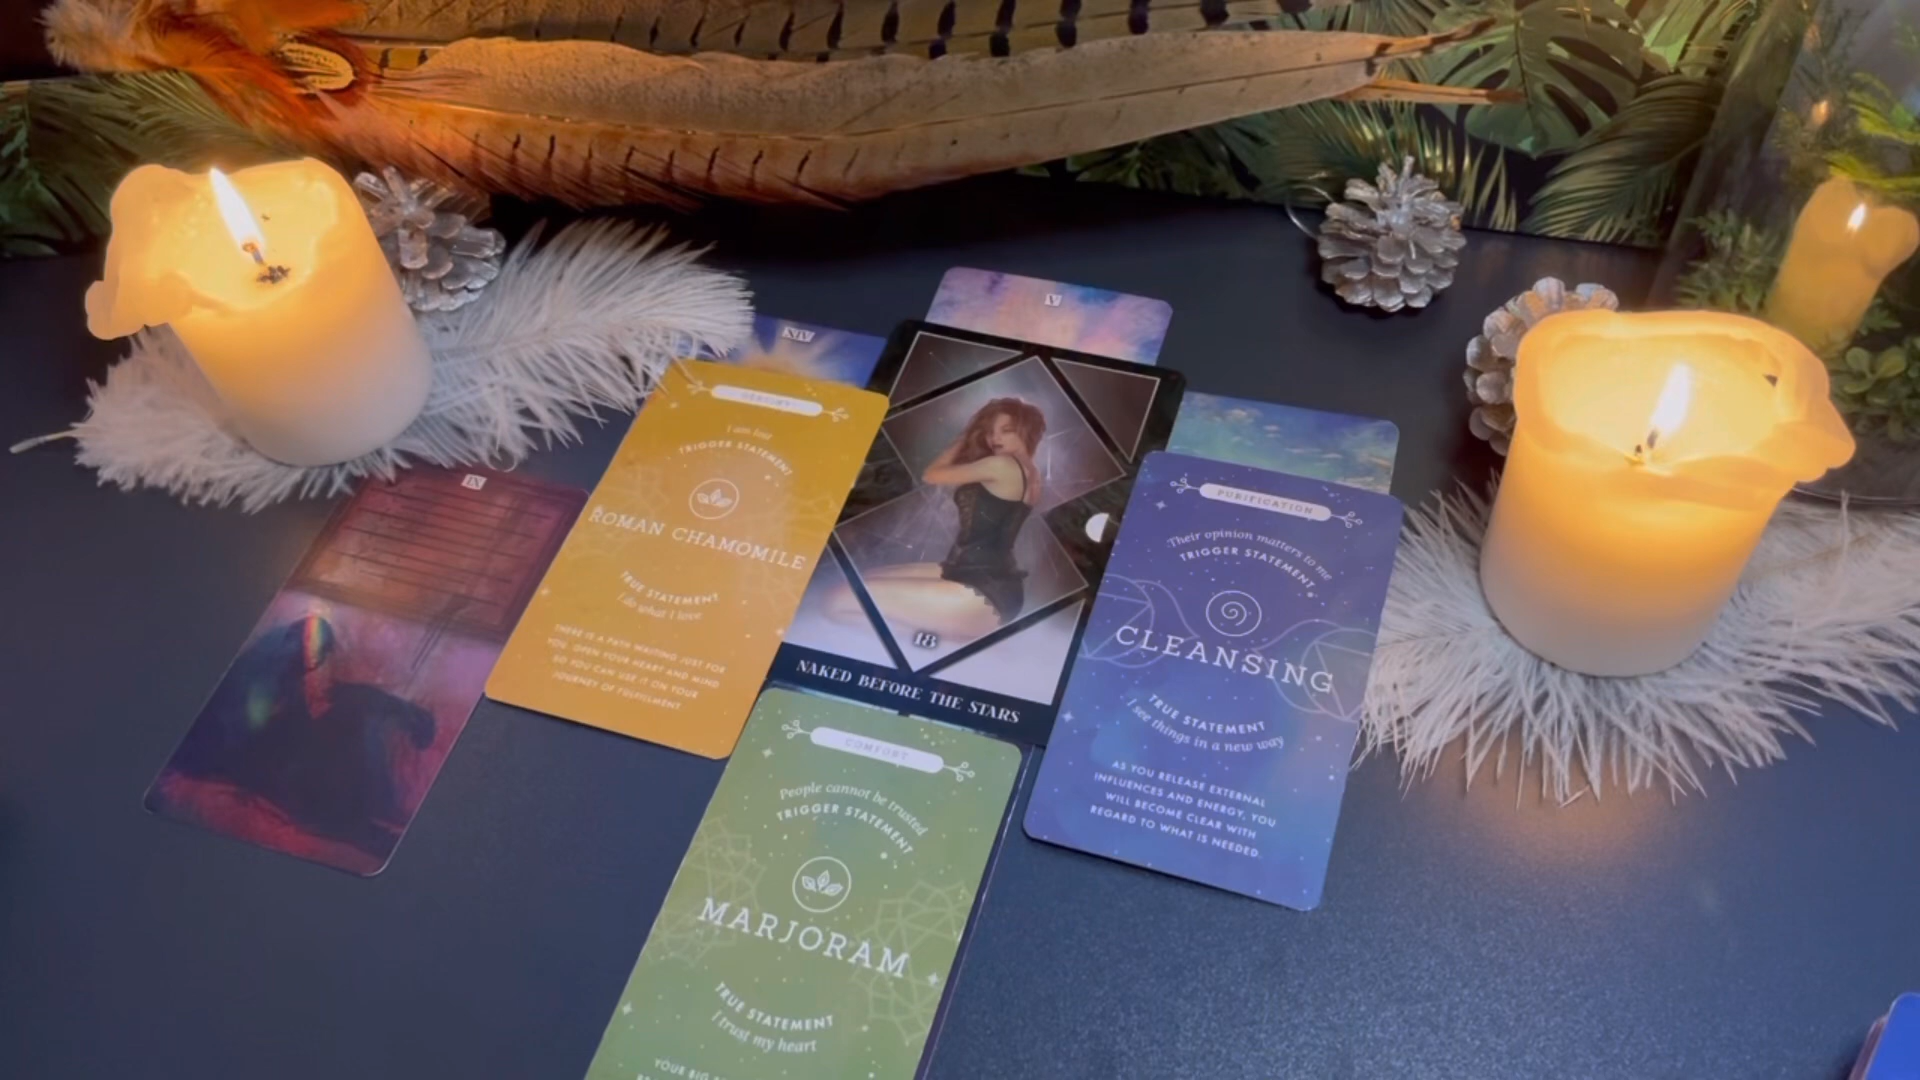 V
XIV
IX
DESTINY
I am lost
TRIGGER STATEMENT
ROMAN CHAMOMILE
TRUE STATEMENT
I do what I love
THERE IS A PATH WAITING JUST FOR
YOU. OPEN YOUR HEART AND MIND
SO YOU CAN USE IT ON YOUR
JOURNEY OF FULFILLMENT
18
NAKED BEFORE THE STARS
PURIFICATION
Their opinion matters to me
TRIGGER STATEMENT
CLEANSING
TRUE STATEMENT
I see things in a new way
AS YOU RELEASE EXTERNAL
INFLUENCES AND ENERGY, YOU
WILL BECOME CLEAR WITH
REGARD TO WHAT IS NEEDED.
COMFORT
People cannot be trusted
TRIGGER STATEMENT
MARJORAM
TRUE STATEMENT
I trust my heart
YOUR BIG